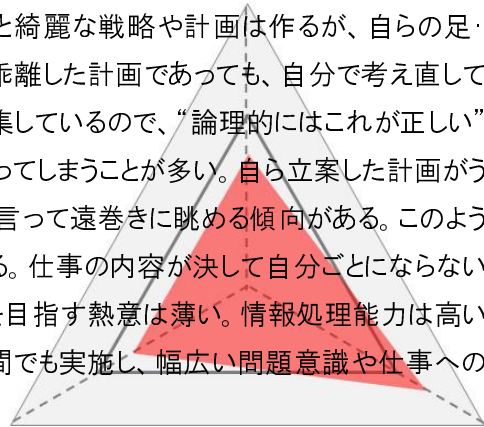 と綺麗な戦略や計画は作るが、自らの足・
乖離した計画であっても、自分で考え直して
集しているので、“論理的にはこれが正しい”
ってしまうことが多い。自ら立案した計画がう
言って遠巻きに眺める傾向がある。このよう
る。仕事の内容が決して自分ごとにならない
を目指す熱意は薄い。情報処理能力は高い
間でも実施し、幅広い問題意識や仕事への